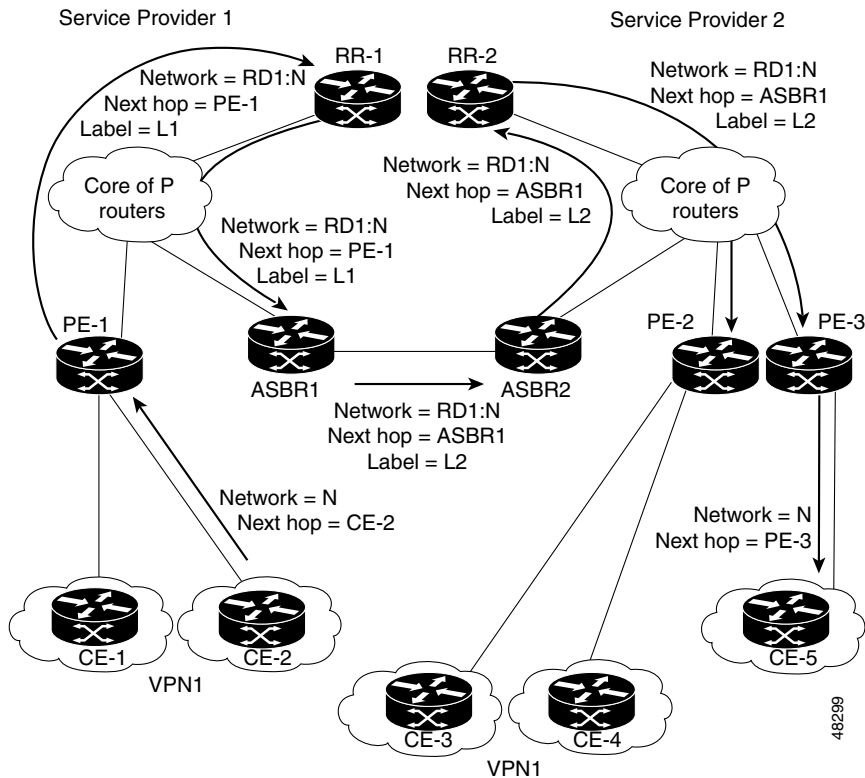 Service Provider 1
Service Provider 2
RR-1
RR-2
Network = RD1:N
Next hop = PE-1
Label = L1
Network = RD1:N
Next hop = ASBR1
Label = L2
Core of P
routers
Network = RD1:N
Next hop = ASBR1
Label = L2
Core of P
routers
Network = RD1:N
Next hop = PE-1
Label = L1
PE-1
PE-2
PE-3
ASBR1
ASBR2
Network = RD1:N
Next hop = ASBR1
Label = L2
Network = N
Next hop = CE-2
Network = N
Next hop = PE-3
CE-1
CE-2
CE-5
VPN1
CE-3
CE-4
VPN1
48299